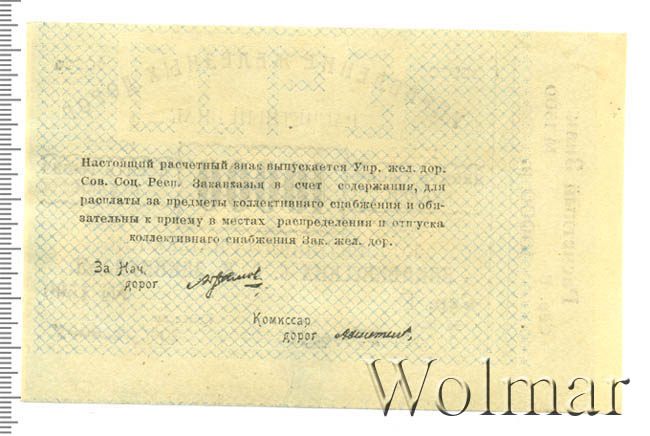 Настоящий расчетный знак выпускается Упр. жел. дор.
Сов. Соц. Респ. Закавказья в счет содержания, для
расплаты за предметы коллективнаго снабжения и обя-
зательны к приему в местах распределения и отпуска
коллективнаго снабжения Зак. жел. дор.
За Нач.
дорог
Комиссар
дорог
Wolmar